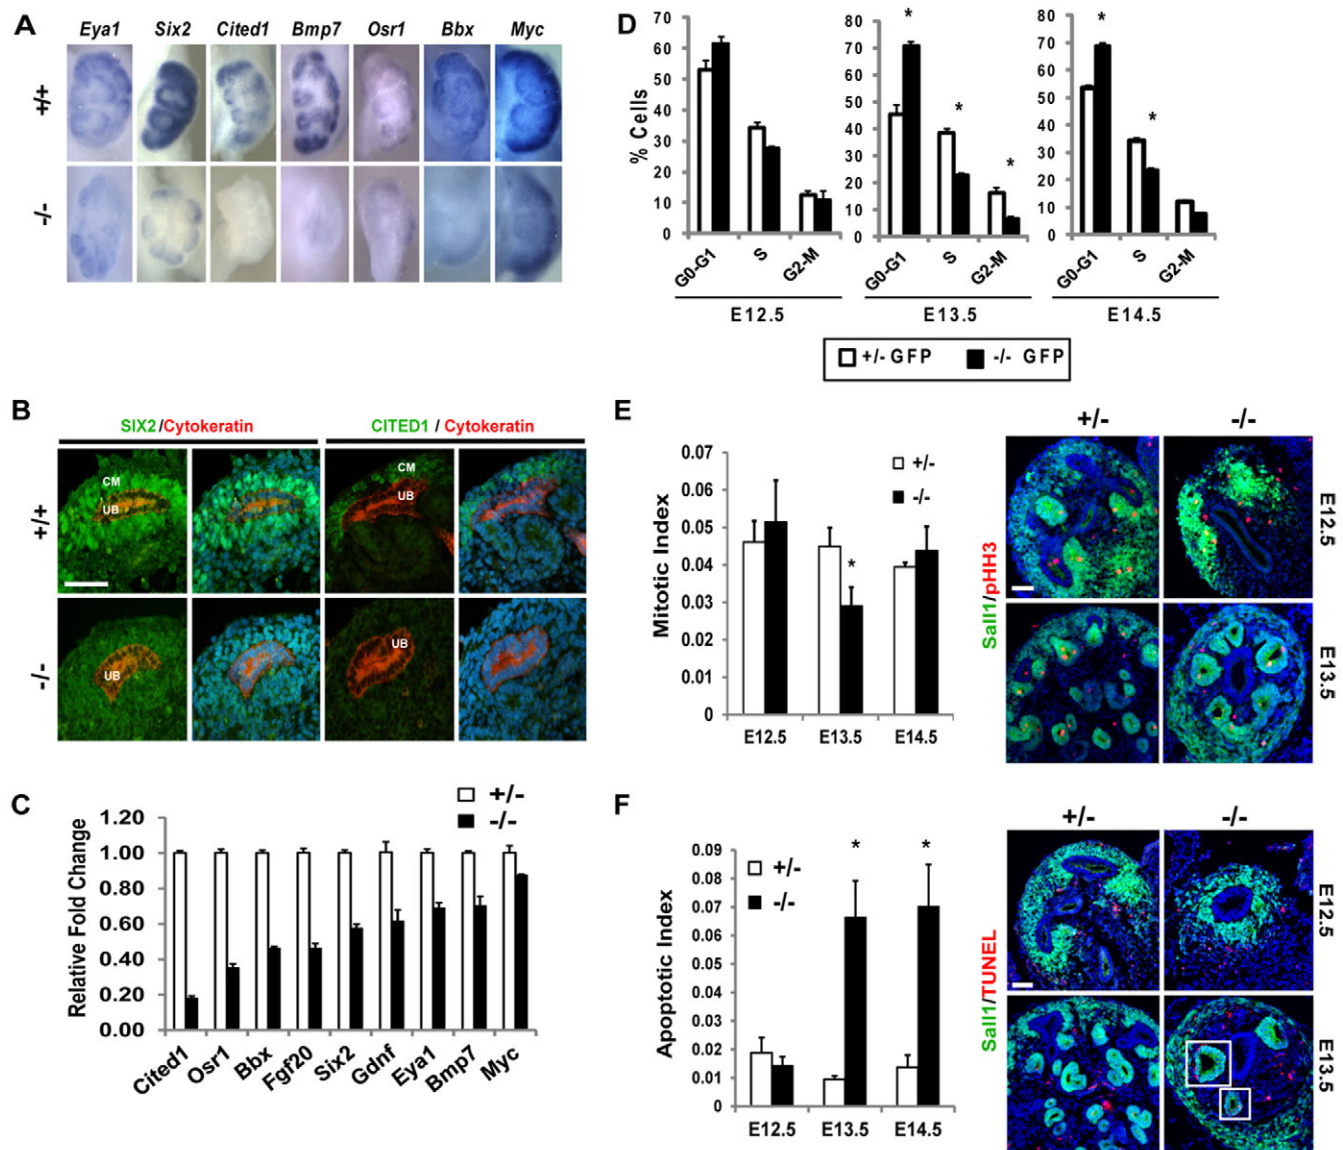 A
Eya1 Six2 Cited1 Bmp7 Osr1 Bbx Myc
+/+
-/-
B
SIX2/Cytokeratin CITED1 / Cytokeratin
+/+
CM
UB
CM
UB
-/-
UB
UB
C
+/-
-/-
Relative Fold Change
1.20
1.00
0.80
0.60
0.40
0.20
0.00
Cited1 Osr1 Bbx Fgf20 Six2 Gdnf Eya1 Bmp7 Myc
D
% Cells
70
60
50
40
30
20
10
0
G0-G1 S G2-M
E12.5
80
70
60
50
40
30
20
10
0
* * *
G0-G1 S G2-M
E13.5
80
70
60
50
40
30
20
10
0
* *
G0-G1 S G2-M
E14.5
+/- GFP -/- GFP
E
Mitotic Index
0.07
0.06
0.05
0.04
0.03
0.02
0.01
0
+/-
-/-
*
E12.5 E13.5 E14.5
+/- -/-
Sall1/pHH3
E12.5
E13.5
F
Apoptotic Index
0.09
0.08
0.07
0.06
0.05
0.04
0.03
0.02
0.01
0
+/-
-/-
* *
E12.5 E13.5 E14.5
+/- -/-
Sall1/TUNEL
E12.5
E13.5